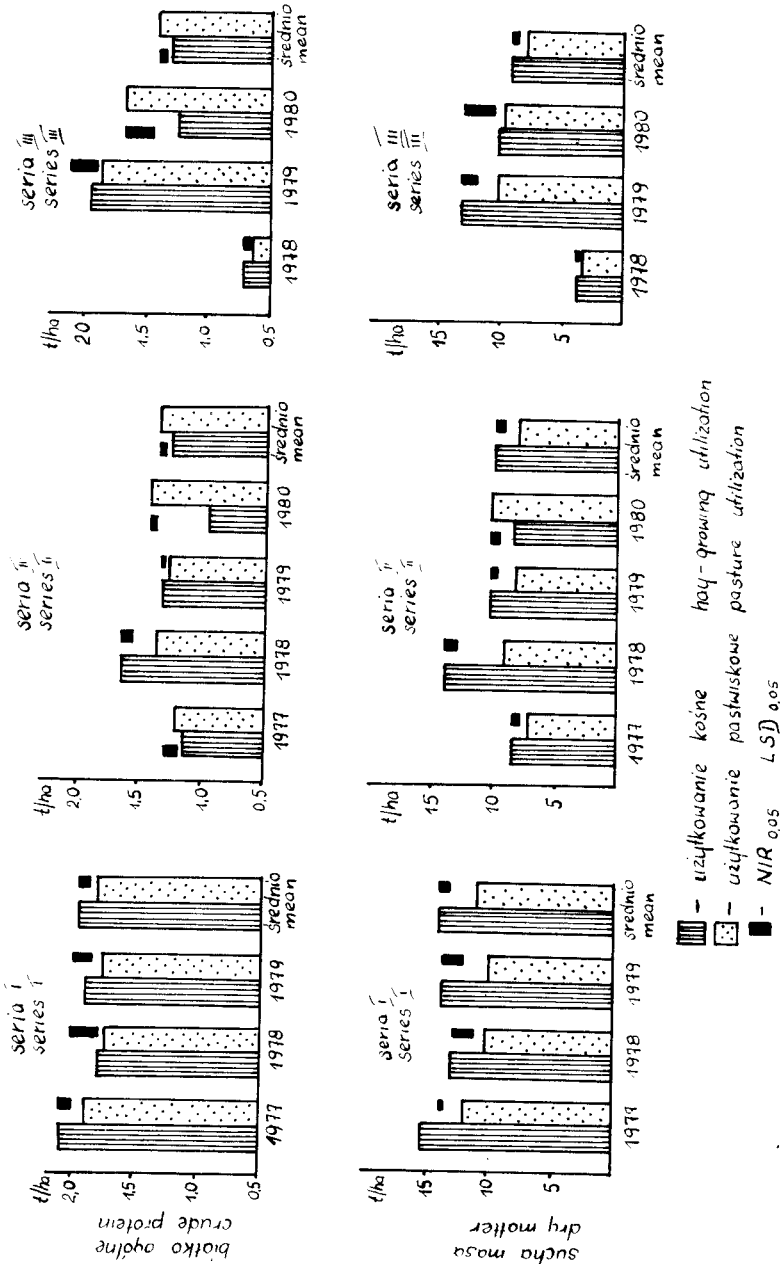 białko ogólne
crude protein
seria I
series I
t/ha
2,0
1.5
1.0
0,5
1977
1978
1979
średnio
mean
seria II
series II
t/ha
2,0
1.5
1.0
0.5
1977
1978
1979
1980
średnio
mean
seria III
series III
t/ha
20
1.5
1.0
0.5
1978
1979
1980
średnio
mean
sucha masa
dry matter
seria I
series I
t/ha
15
10
5
1977
1978
1979
średnio
mean
seria II
series II
t/ha
15
10
5
1977
1978
1979
1980
średnio
mean
seria III
series III
t/ha
15
10
5
1978
1979
1980
średnio
mean
- użytkowanie kośne hay-growing utilization
- użytkowanie pastwiskowe pasture utilization
- NIR 0,05 LSD 0,05